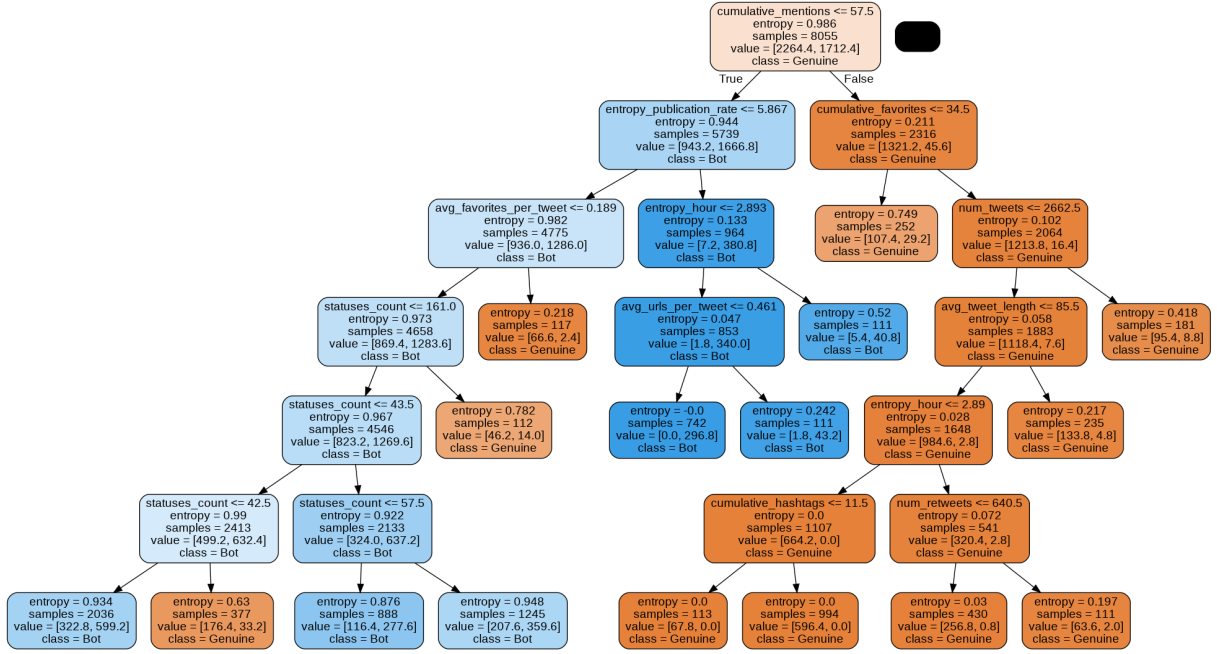 cumulative_mentions <= 57.5
entropy = 0.986
samples = 8055
value = [2264.4, 1712.4]
class = Genuine
True
False
entropy_publication_rate <= 5.867
entropy = 0.944
samples = 5739
value = [943.2, 1666.8]
class = Bot
cumulative_favorites <= 34.5
entropy = 0.211
samples = 2316
value = [1321.2, 45.6]
class = Genuine
avg_favorites_per_tweet <= 0.189
entropy = 0.982
samples = 4775
value = [936.0, 1286.0]
class = Bot
entropy_hour <= 2.893
entropy = 0.133
samples = 964
value = [7.2, 380.8]
class = Bot
entropy = 0.749
samples = 252
value = [107.4, 29.2]
class = Genuine
num_tweets <= 2662.5
entropy = 0.102
samples = 2064
value = [1213.8, 16.4]
class = Genuine
statuses_count <= 161.0
entropy = 0.973
samples = 4658
value = [869.4, 1283.6]
class = Bot
entropy = 0.218
samples = 117
value = [66.6, 2.4]
class = Genuine
avg_urls_per_tweet <= 0.461
entropy = 0.047
samples = 853
value = [1.8, 340.0]
class = Bot
entropy = 0.52
samples = 111
value = [5.4, 40.8]
class = Bot
avg_tweet_length <= 85.5
entropy = 0.058
samples = 1883
value = [1118.4, 7.6]
class = Genuine
entropy = 0.418
samples = 181
value = [95.4, 8.8]
class = Genuine
statuses_count <= 43.5
entropy = 0.967
samples = 4546
value = [823.2, 1269.6]
class = Bot
entropy = 0.782
samples = 112
value = [46.2, 14.0]
class = Genuine
entropy = -0.0
samples = 742
value = [0.0, 296.8]
class = Bot
entropy = 0.242
samples = 111
value = [1.8, 43.2]
class = Bot
entropy_hour <= 2.89
entropy = 0.028
samples = 1648
value = [984.6, 2.8]
class = Genuine
entropy = 0.217
samples = 235
value = [133.8, 4.8]
class = Genuine
statuses_count <= 42.5
entropy = 0.99
samples = 2413
value = [499.2, 632.4]
class = Bot
statuses_count <= 57.5
entropy = 0.922
samples = 2133
value = [324.0, 637.2]
class = Bot
cumulative_hashtags <= 11.5
entropy = 0.0
samples = 1107
value = [664.2, 0.0]
class = Genuine
num_retweets <= 640.5
entropy = 0.072
samples = 541
value = [320.4, 2.8]
class = Genuine
entropy = 0.934
samples = 2036
value = [322.8, 599.2]
class = Bot
entropy = 0.63
samples = 377
value = [176.4, 33.2]
class = Genuine
entropy = 0.876
samples = 888
value = [116.4, 277.6]
class = Bot
entropy = 0.948
samples = 1245
value = [207.6, 359.6]
class = Bot
entropy = 0.0
samples = 113
value = [67.8, 0.0]
class = Genuine
entropy = 0.0
samples = 994
value = [596.4, 0.0]
class = Genuine
entropy = 0.03
samples = 430
value = [256.8, 0.8]
class = Genuine
entropy = 0.197
samples = 111
value = [63.6, 2.0]
class = Genuine